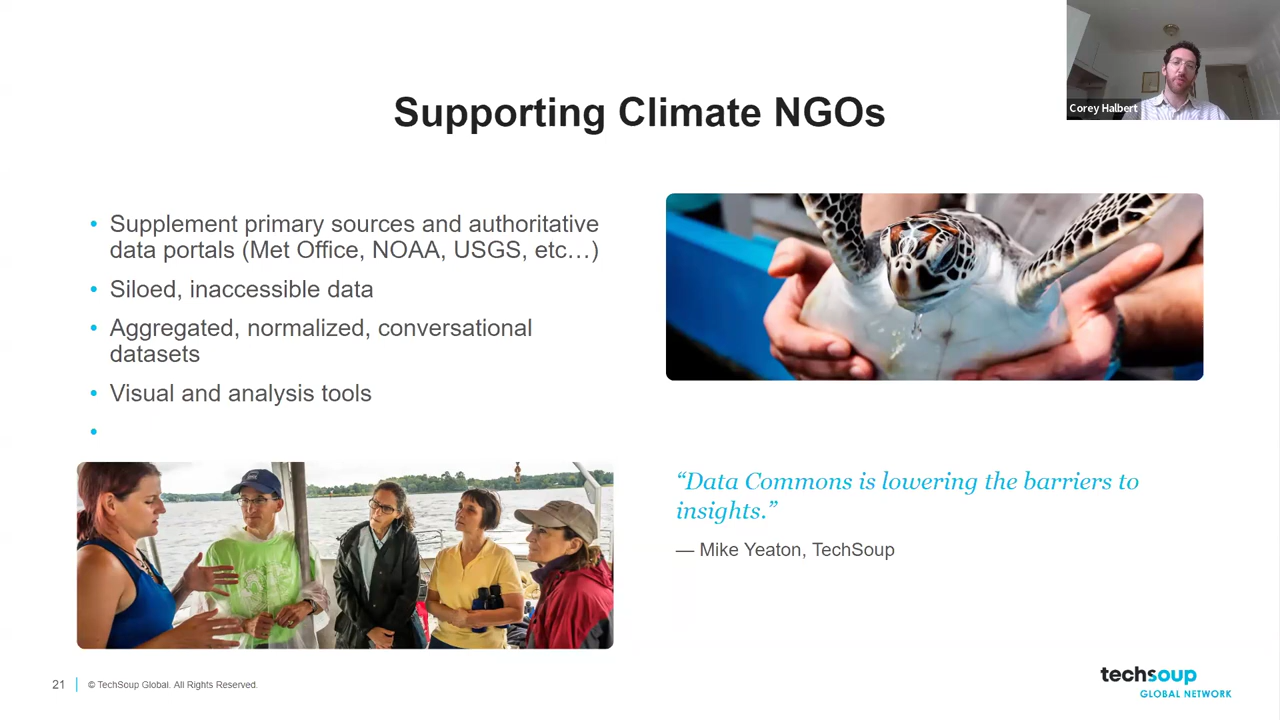 Corey Halbert
Supporting Climate NGOs
• Supplement primary sources and authoritative
data portals (Met Office, NOAA, USGS, etc…)
• Siloed, inaccessible data
• Aggregated, normalized, conversational
datasets
• Visual and analysis tools
•
“Data Commons is lowering the barriers to
insights.”
— Mike Yeaton, TechSoup
21
© TechSoup Global. All Rights Reserved.
techsoup
GLOBAL NETWORK